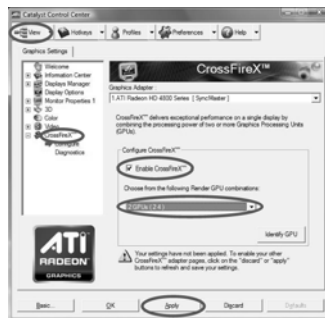 Catalyst Control Center
View Hotkeys Profiles Preferences Help
Graphics Settings
Welcome
Information Center
Displays Manager
Display Options
Monitor Properties 1
3D
Color
Video
CrossFireX™
Configure
Diagnostics
CrossFireX™
Graphics Adapter:
1.ATI Radeon HD 4800 Series [SyncMaster]
CrossFireX™ delivers exceptional performance on a single display by
combining the processing power of two or more Graphics Processing Units
(GPUs).
Configure CrossFireX™
Enable CrossFireX™
Choose from the following Render GPU combinations:
2 GPUs (2 4)
Identify GPU
Your settings have not been applied. To enable your other
CrossFireX™ adapter pages, click on the "discard" or "apply"
buttons to refresh and save your settings.
ATI
RADEON
GRAPHICS
Basic... OK Apply Discard Defaults